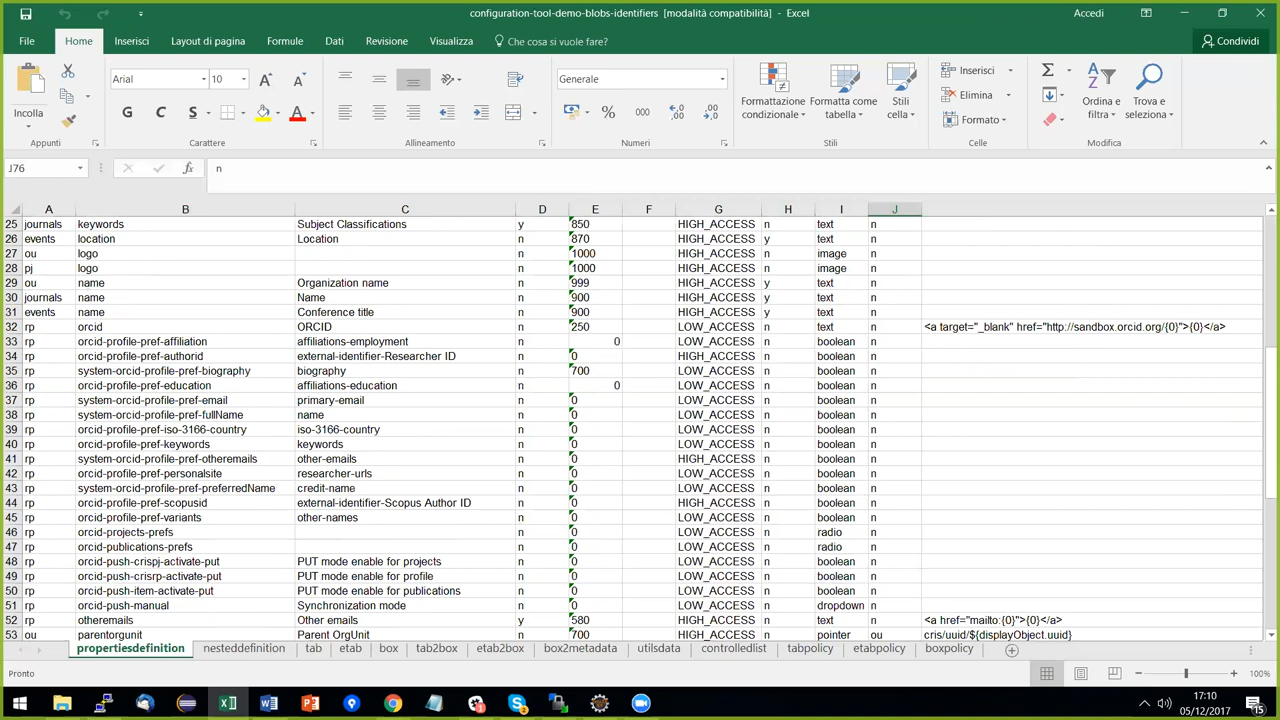 configuration-tool-demo-blobs-identifiers [modalità compatibilità] - Excel
Accedi
File Home Inserisci Layout di pagina Formule Dati Revisione Visualizza Che cosa si vuole fare? Condividi
Incolla
Arial 10
G C S
Generale
% 000
Formattazione condizionale
Formatta come tabella
Stili cella
Inserisci
Elimina
Formato
Ordina e filtra
Trova e seleziona
Appunti Carattere Allineamento Numeri Stili Celle Modifica
J76 fx n
A B C D E F G H I J
25 journals keywords Subject Classifications y 850 HIGH_ACCESS n text n
26 events location Location n 870 HIGH_ACCESS y text n
27 ou logo n 1000 HIGH_ACCESS n image n
28 pj logo n 1000 HIGH_ACCESS n image n
29 ou name Organization name n 999 HIGH_ACCESS y text n
30 journals name Name n 900 HIGH_ACCESS y text n
31 events name Conference title n 900 HIGH_ACCESS y text n
32 rp orcid ORCID n 250 LOW_ACCESS n text n <a target="_blank" href="http://sandbox.orcid.org/{0}">{0}</a>
33 rp orcid-profile-pref-affiliation affiliations-employment n 0 LOW_ACCESS n boolean n
34 rp orcid-profile-pref-authorid external-identifier-Researcher ID n 0 HIGH_ACCESS n boolean n
35 rp system-orcid-profile-pref-biography biography n 700 LOW_ACCESS n boolean n
36 rp orcid-profile-pref-education affiliations-education n 0 LOW_ACCESS n boolean n
37 rp system-orcid-profile-pref-email primary-email n 0 LOW_ACCESS n boolean n
38 rp system-orcid-profile-pref-fullName name n 0 LOW_ACCESS n boolean n
39 rp orcid-profile-pref-iso-3166-country iso-3166-country n 0 LOW_ACCESS n boolean n
40 rp orcid-profile-pref-keywords keywords n 0 LOW_ACCESS n boolean n
41 rp system-orcid-profile-pref-otheremails other-emails n 0 HIGH_ACCESS n boolean n
42 rp orcid-profile-pref-personalsite researcher-urls n 0 LOW_ACCESS n boolean n
43 rp system-orcid-profile-pref-preferredName credit-name n 0 LOW_ACCESS n boolean n
44 rp orcid-profile-pref-scopusid external-identifier-Scopus Author ID n 0 HIGH_ACCESS n boolean n
45 rp orcid-profile-pref-variants other-names n 0 LOW_ACCESS n boolean n
46 rp orcid-projects-prefs n 0 LOW_ACCESS n radio n
47 rp orcid-publications-prefs n 0 LOW_ACCESS n radio n
48 rp orcid-push-crispj-activate-put PUT mode enable for projects n 0 LOW_ACCESS n boolean n
49 rp orcid-push-crisrp-activate-put PUT mode enable for profile n 0 LOW_ACCESS n boolean n
50 rp orcid-push-item-activate-put PUT mode enable for publications n 0 LOW_ACCESS n boolean n
51 rp orcid-push-manual Synchronization mode n 0 LOW_ACCESS n dropdown n
52 rp otheremails Other emails y 580 HIGH_ACCESS n text n <a href="mailto:{0}">{0}</a>
53 ou parentorgunit Parent OrgUnit n 700 HIGH_ACCESS n pointer ou cris/uuid/${displayObject.uuid}
propertiesdefinition nesteddefinition tab etab box tab2box etab2box box2metadata utilsdata controlledlist tabpolicy etabpolicy boxpolicy
Pronto 100%
17:10
05/12/2017
15